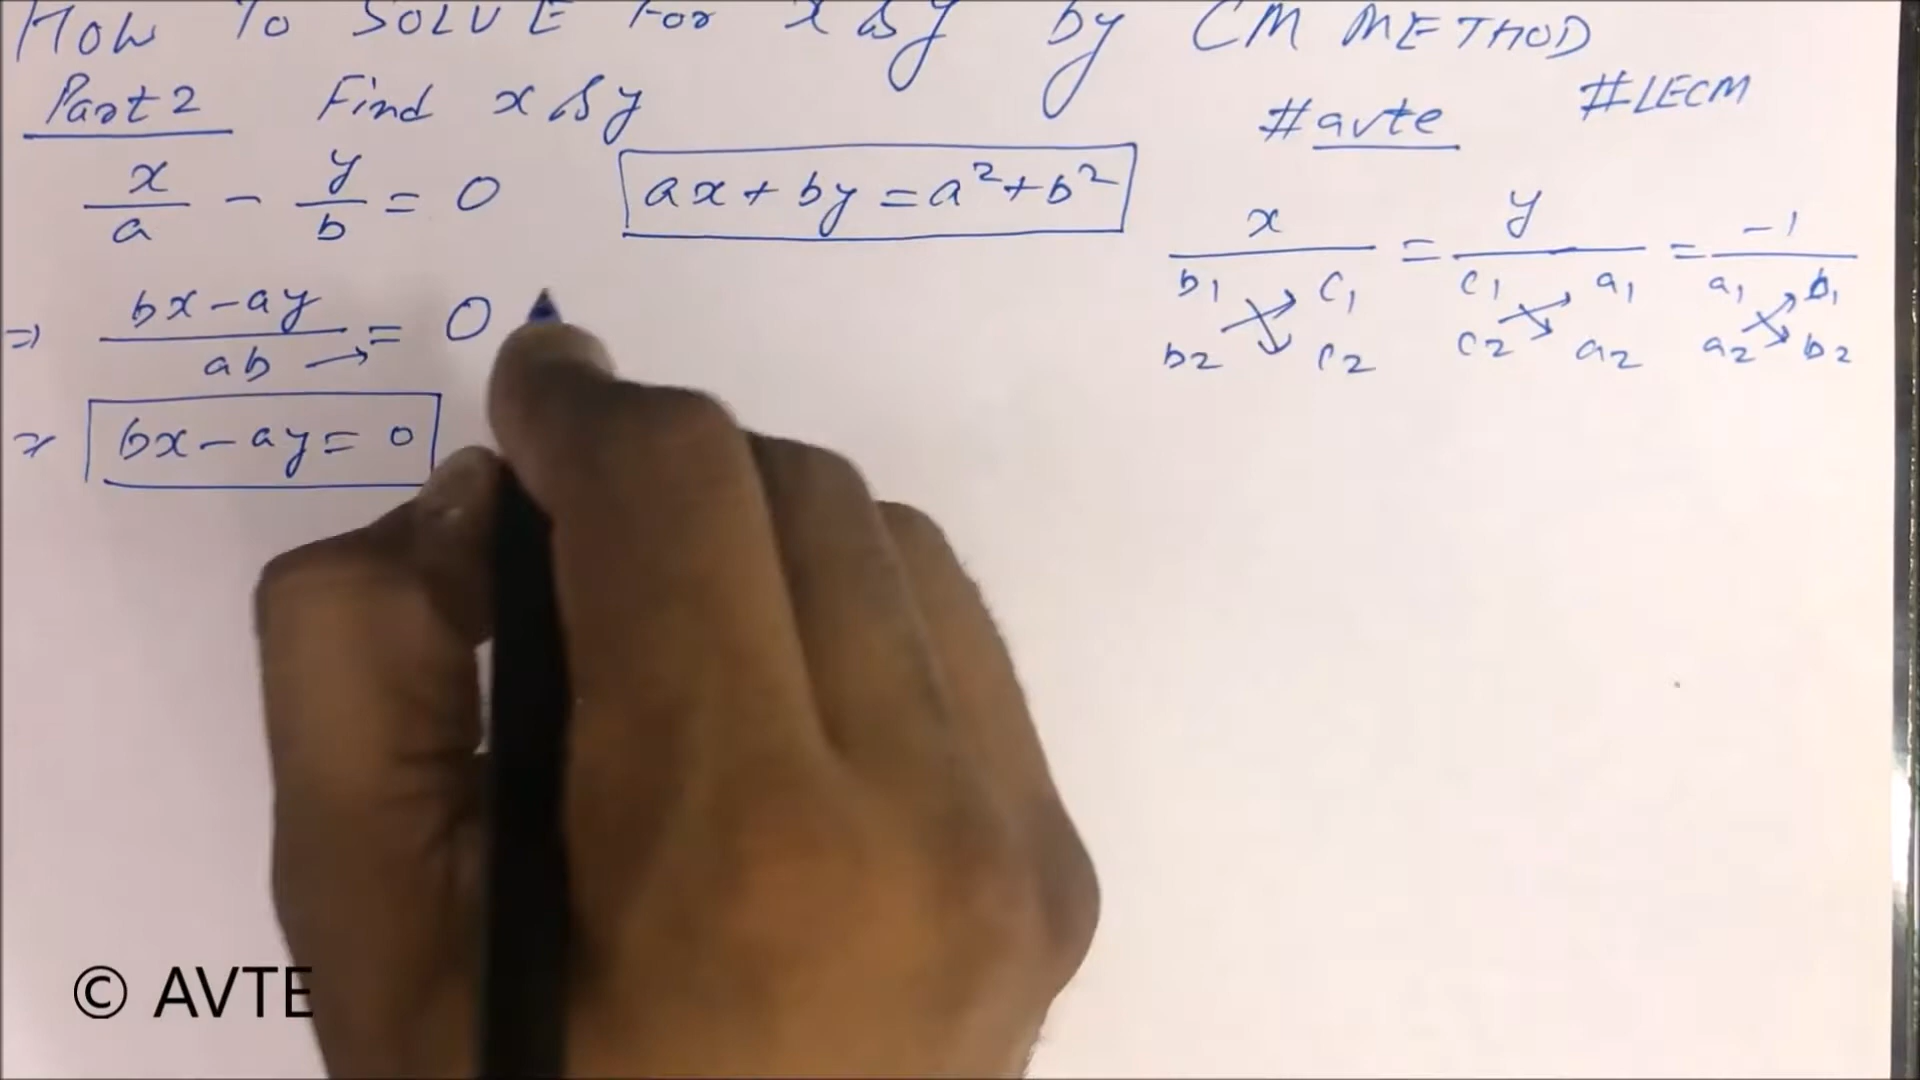 HOW TO SOLVE FOR x & y by CM METHOD
Part 2 Find x & y #avte #LECM
x/a - y/b = 0
ax + by = a² + b²
⇒ bx - ay / ab → = 0
⇒ bx - ay = 0
x / b1 c1 b2 c2 = y / c1 a1 c2 a2 = -1 / a1 b1 a2 b2
© AVTE